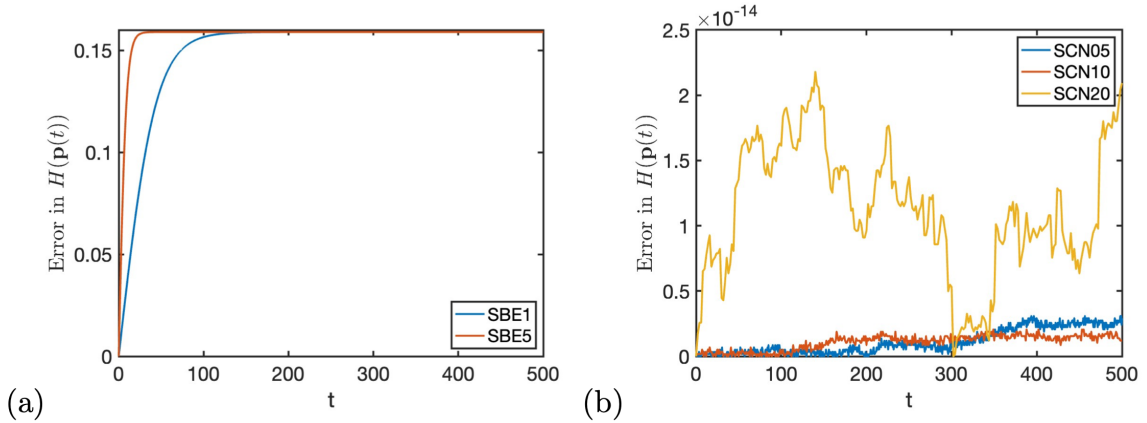 0.15
0.1
0.05
0
Error in H(p(t))
0 100 200 300 400 500
t
SBE1
SBE5
(a)
×10-14
2.5
2
1.5
1
0.5
0
Error in H(p(t))
0 100 200 300 400 500
t
SCN05
SCN10
SCN20
(b)